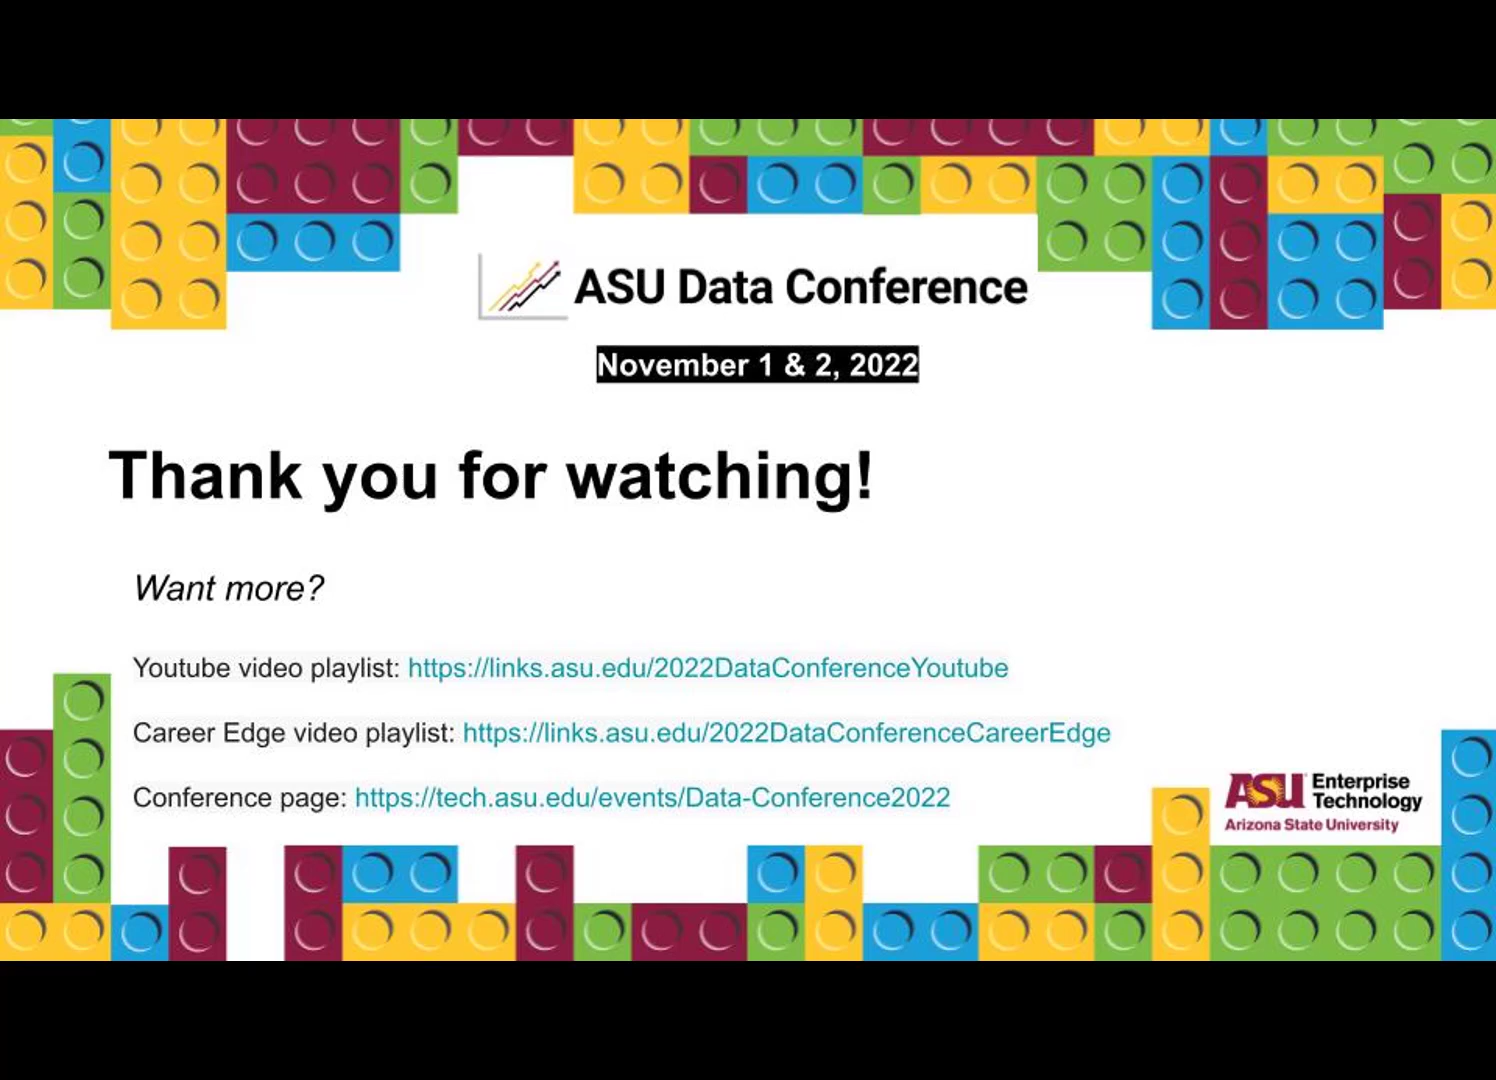 ASU Data Conference
November 1 & 2, 2022
Thank you for watching!
Want more?
Youtube video playlist: https://links.asu.edu/2022DataConferenceYoutube
Career Edge video playlist: https://links.asu.edu/2022DataConferenceCareerEdge
Conference page: https://tech.asu.edu/events/Data-Conference2022
ASU Enterprise
Technology
Arizona State University